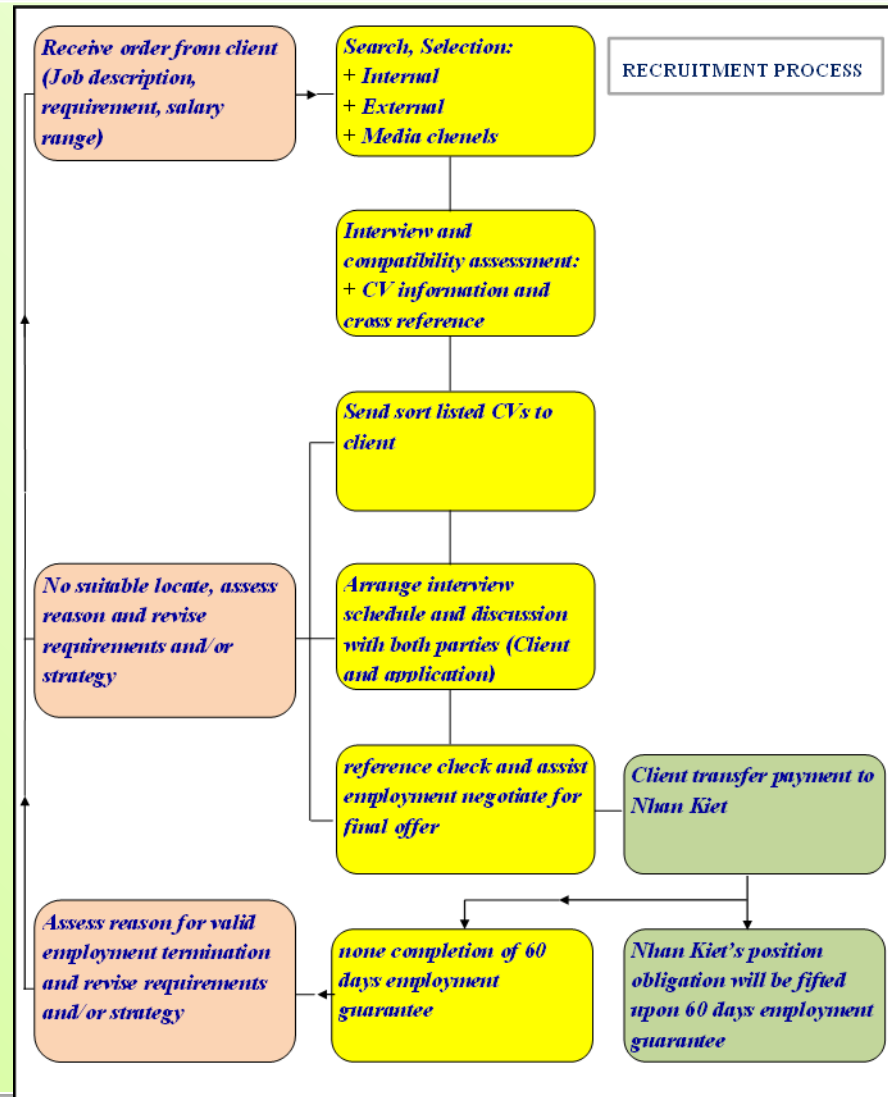 Receive order from client
(Job description,
requirement, salary
range)
Search, Selection:
+ Internal
+ External
+ Media chenels
RECRUITMENT PROCESS
Interview and
compatibility assessment:
+ CV information and
cross reference
Send sort listed CVs to
client
No suitable locate, assess
reason and revise
requirements and/or
strategy
Arrange interview
schedule and discussion
with both parties (Client
and application)
reference check and assist
employment negotiate for
final offer
Client transfer payment to
Nhan Kiet
Assess reason for valid
employment termination
and revise requirements
and/or strategy
none completion of 60
days employment
guarantee
Nhan Kiet's position
obligation will be fifted
upon 60 days employment
guarantee